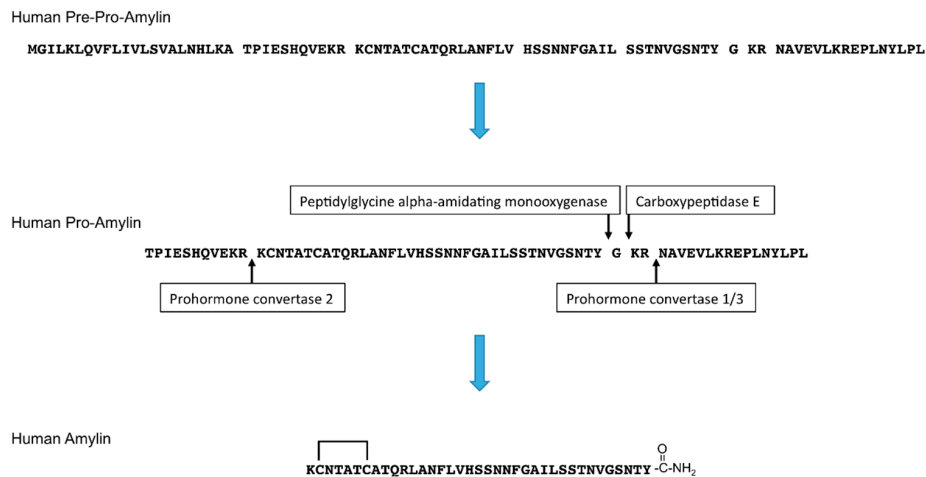 Human Pre-Pro-Amylin
MGILKLQVFLIVLSVALNHLKA TPIESHQVEKR KCNTATCATQRLANFLV HSSNNFGAIL SSTNVGSNTY G KR NAVEVLKREPLNYLPL
Peptidylglycine alpha-amidating monooxygenase
Carboxypeptidase E
Human Pro-Amylin
TPIESHQVEKR KCNTATCATQRLANFLVHSSNNFGAILSSTNVGSNTY G KR NAVEVLKREPLNYLPL
Prohormone convertase 2
Prohormone convertase 1/3
Human Amylin
O
KCNTATCATQRLANFLVHSSNNFGAILSSTNVGSNTY -C-NH2